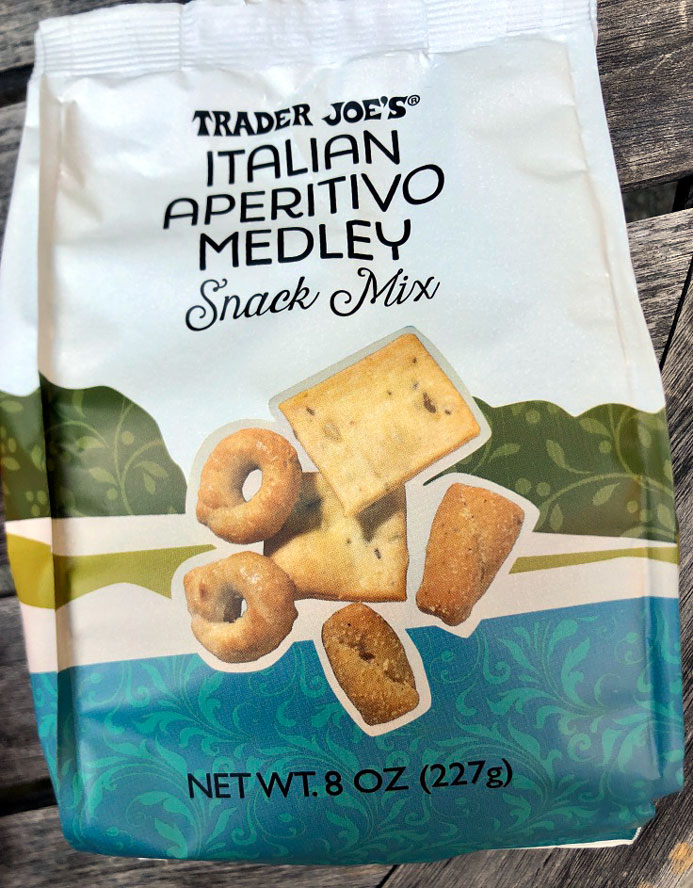 TRADER JOE'S®
ITALIAN
APERITIVO
MEDLEY
Snack Mix
NET WT. 8 OZ (227g)